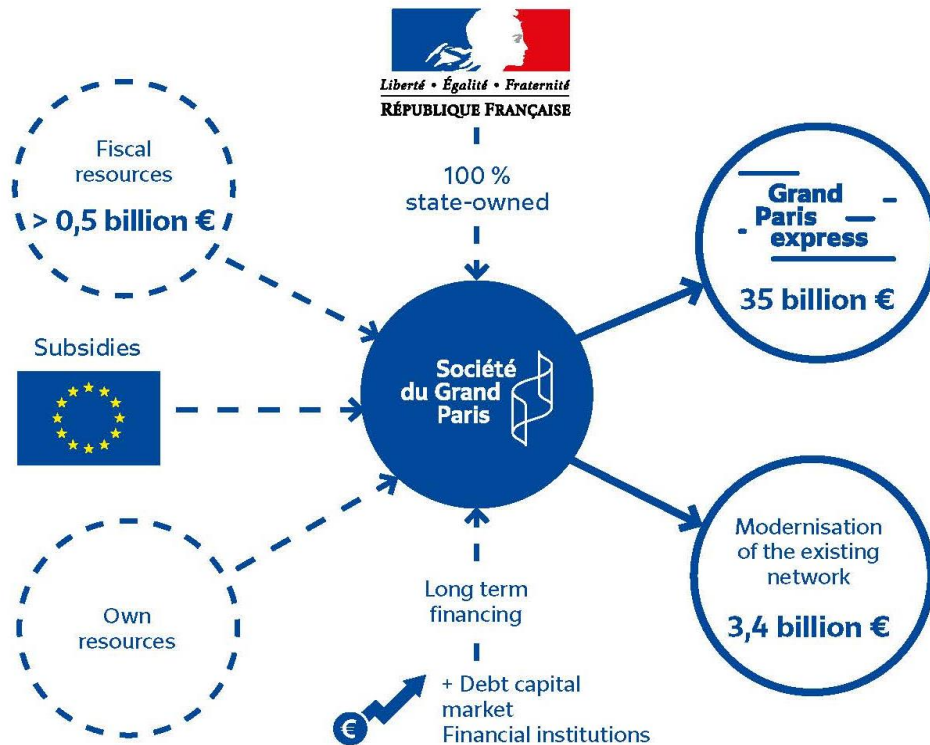 Liberté • Égalité • Fraternité
RÉPUBLIQUE FRANÇAISE
100 %
state-owned
Fiscal
resources
> 0,5 billion €
Subsidies
Own
resources
Société
du Grand
Paris
Long term
financing
€
+ Debt capital
market
Financial institutions
Grand
Paris
express
35 billion €
Modernisation
of the existing
network
3,4 billion €